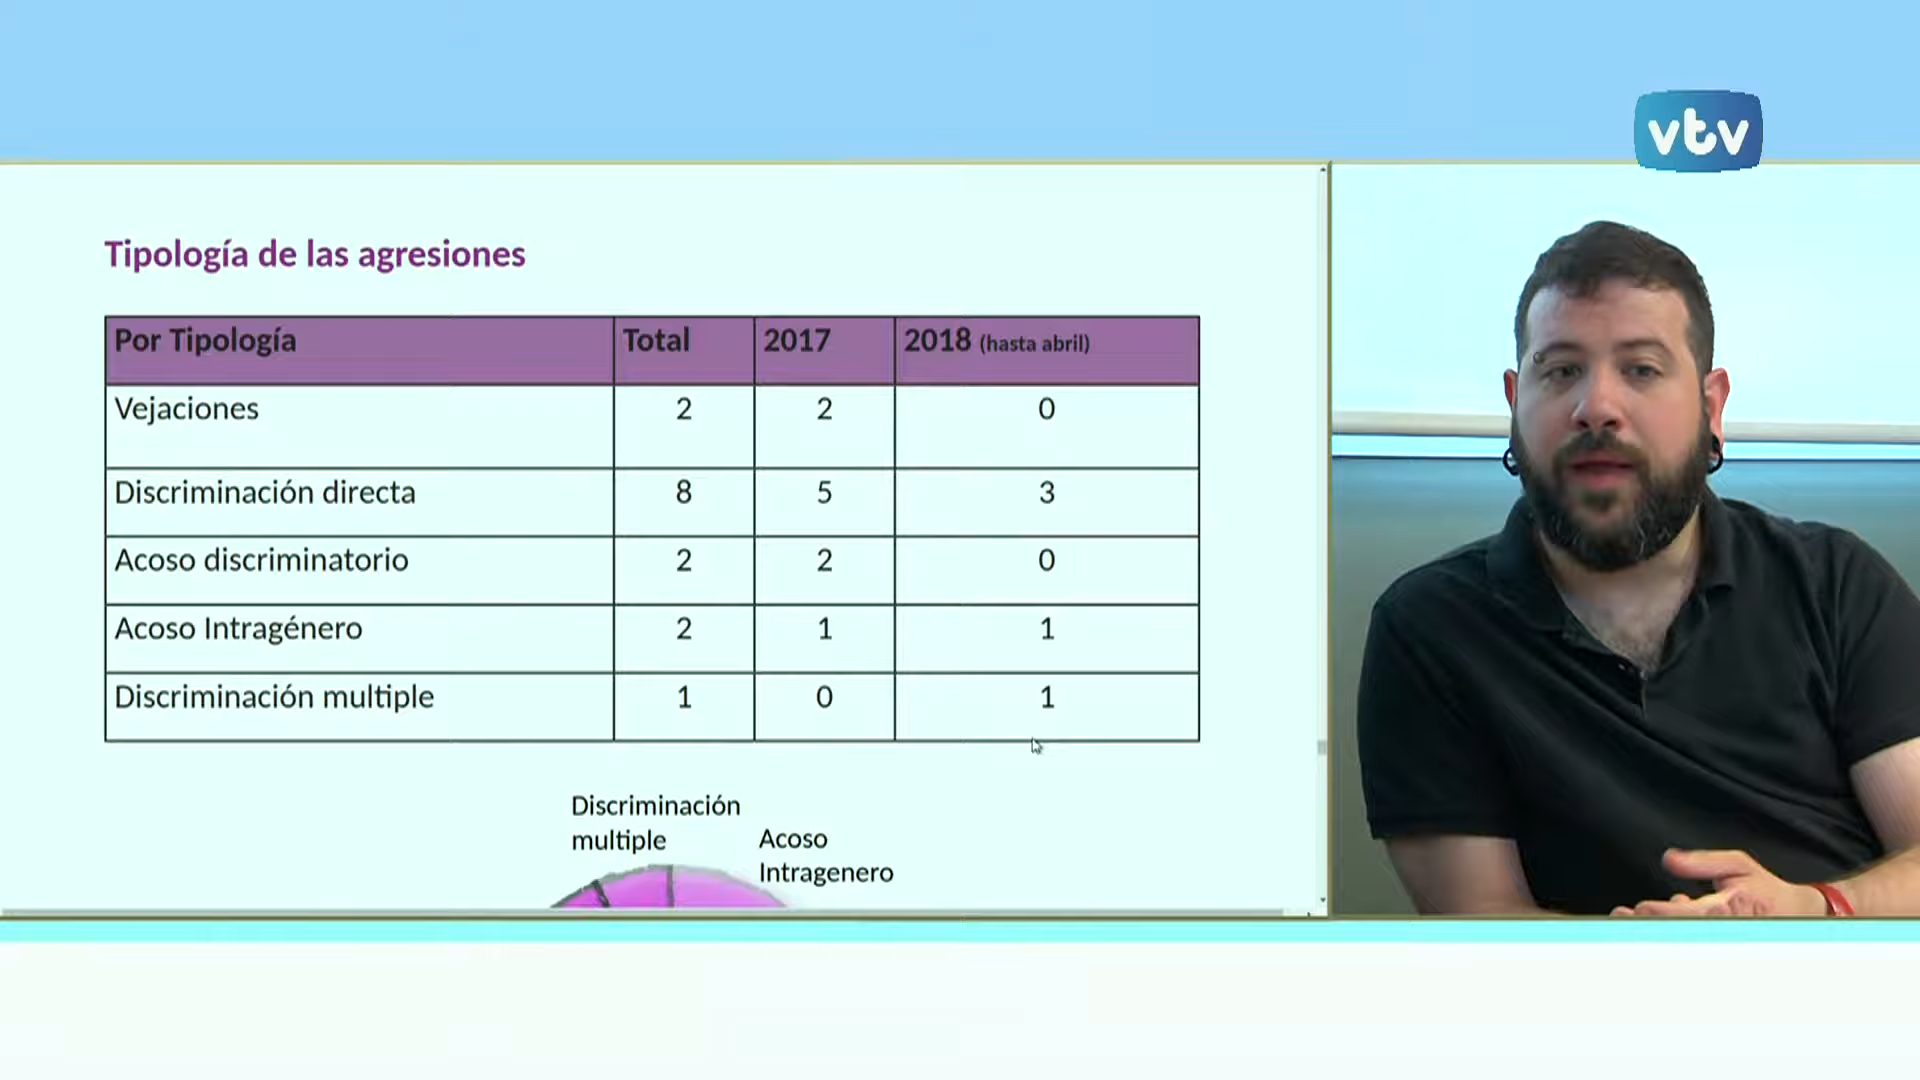 vtv
Tipología de las agresiones
Por Tipología Total 2017 2018 (hasta abril)
Vejaciones 2 2 0
Discriminación directa 8 5 3
Acoso discriminatorio 2 2 0
Acoso Intragénero 2 1 1
Discriminación multiple 1 0 1
Discriminación
multiple
Acoso
Intragenero